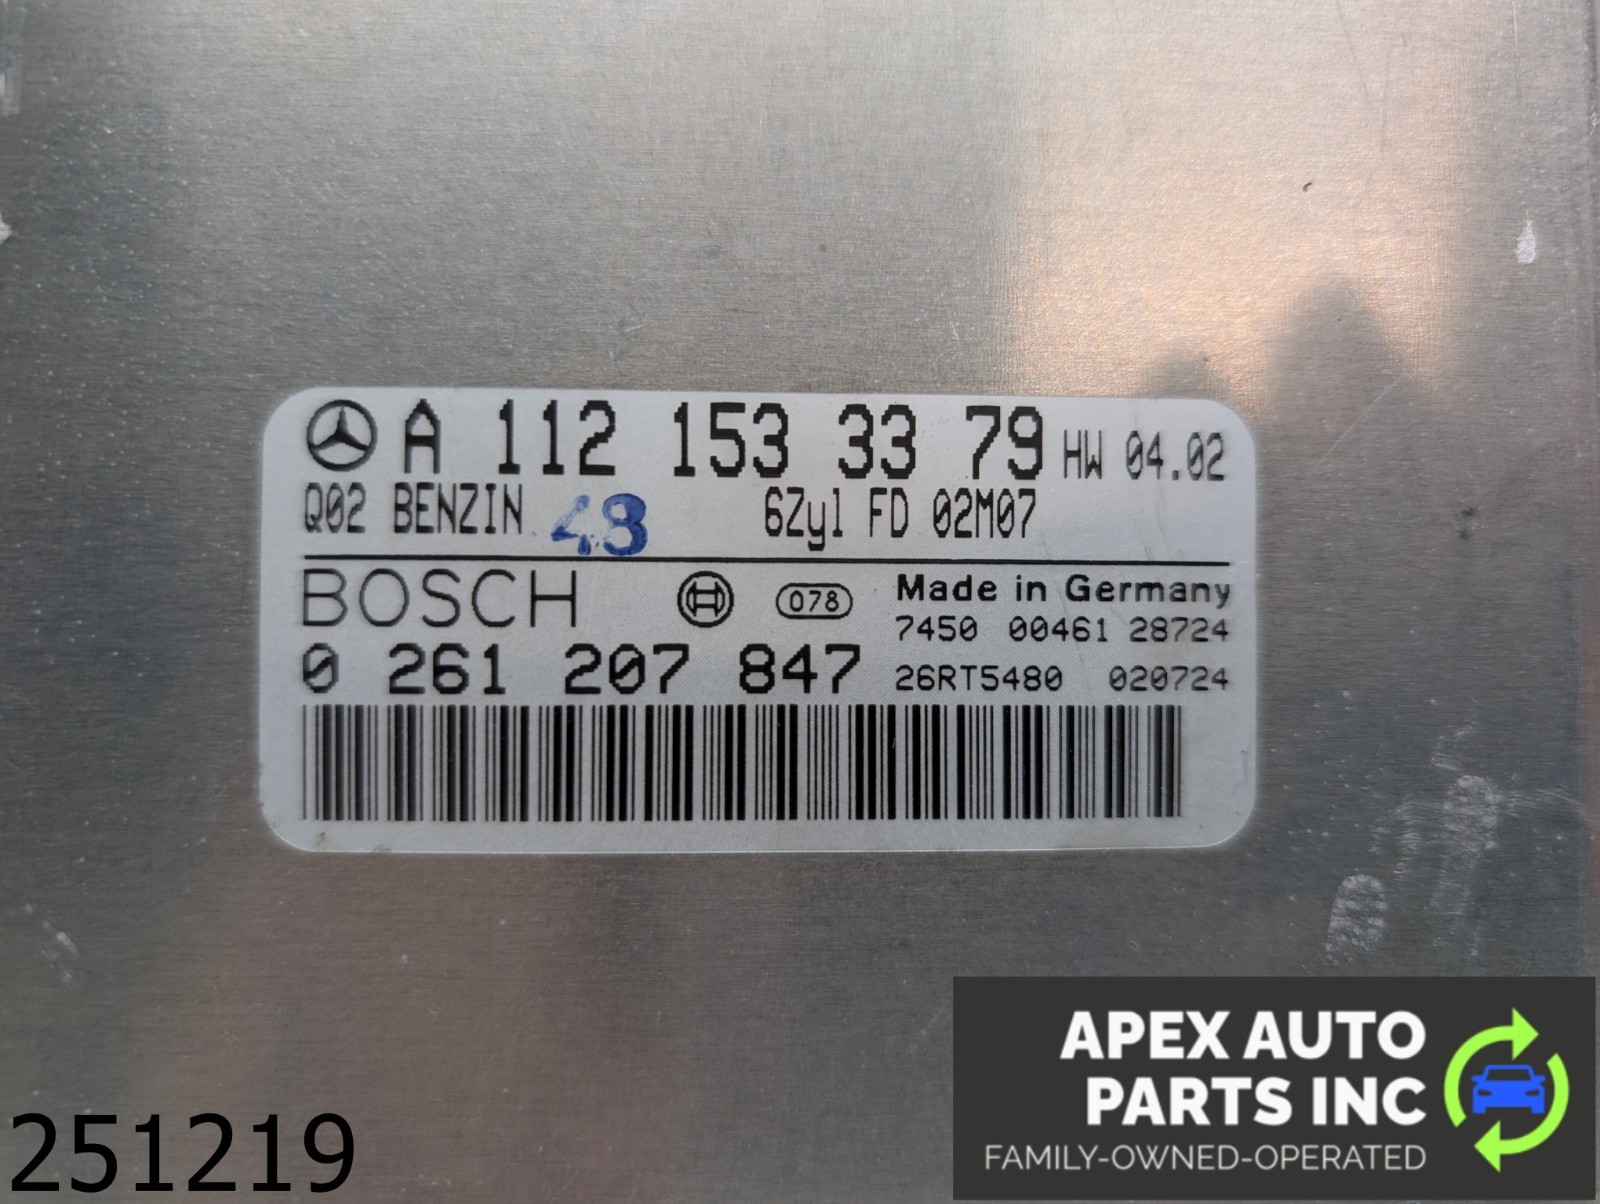 A 112 153 33 79 HW 04.02
Q02 BENZIN 48 6Zyl FD 02M07
BOSCH 078 Made in Germany
7450 00461 28724
0 261 207 847 26RT5480 020724
APEX AUTO
PARTS INC
FAMILY-OWNED-OPERATED
251219